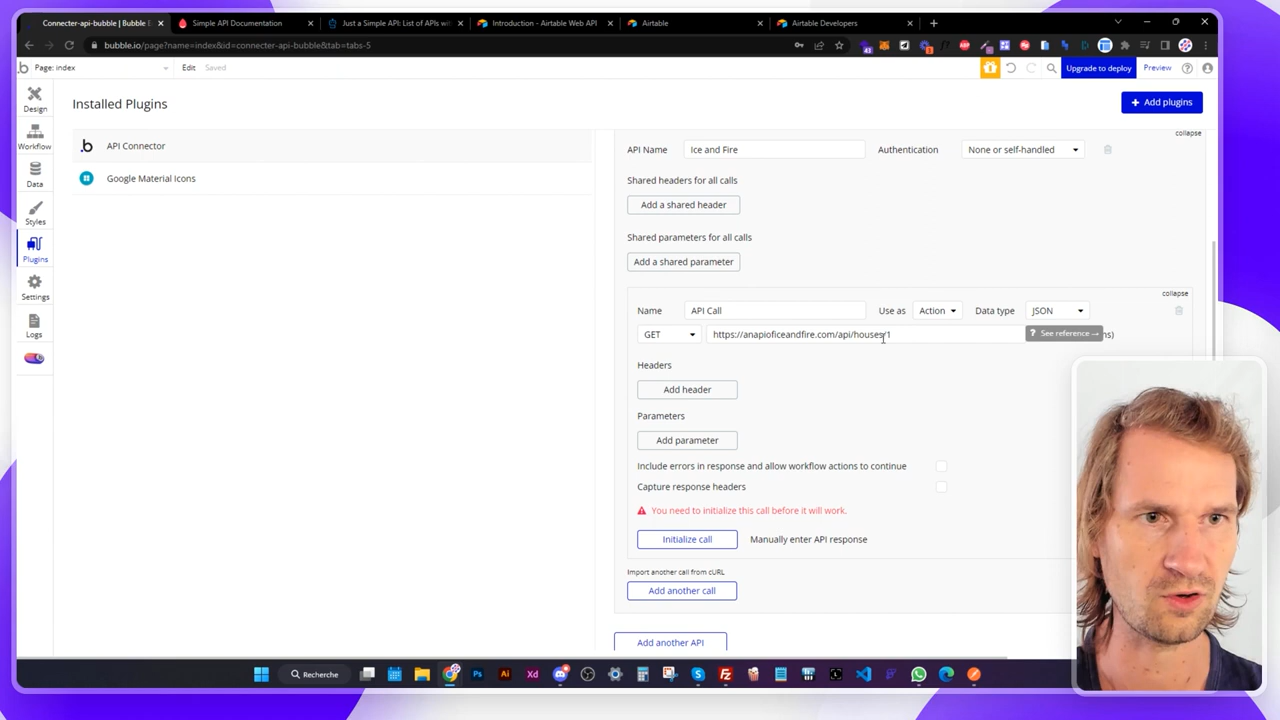 Connecter-api-bubble | Bubble E
Simple API Documentation
Just a Simple API: List of APIs with
Introduction - Airtable Web API
Airtable
Airtable Developers
bubble.io/page?name=index&id=connecter-api-bubble&tab=tabs-5
Page: index
Edit
Saved
Upgrade to deploy
Preview
Design
Workflow
Data
Styles
Plugins
Settings
Logs
Installed Plugins
+ Add plugins
API Connector
Google Material Icons
collapse
API Name
Ice and Fire
Authentication
None or self-handled
Shared headers for all calls
Add a shared header
Shared parameters for all calls
Add a shared parameter
collapse
Name
API Call
Use as
Action
Data type
JSON
GET
https://anapioficeandfire.com/api/houses/1
? See reference →
Headers
Add header
Parameters
Add parameter
Include errors in response and allow workflow actions to continue
Capture response headers
You need to initialize this call before it will work.
Initialize call
Manually enter API response
Import another call from cURL
Add another call
Add another API
Recherche